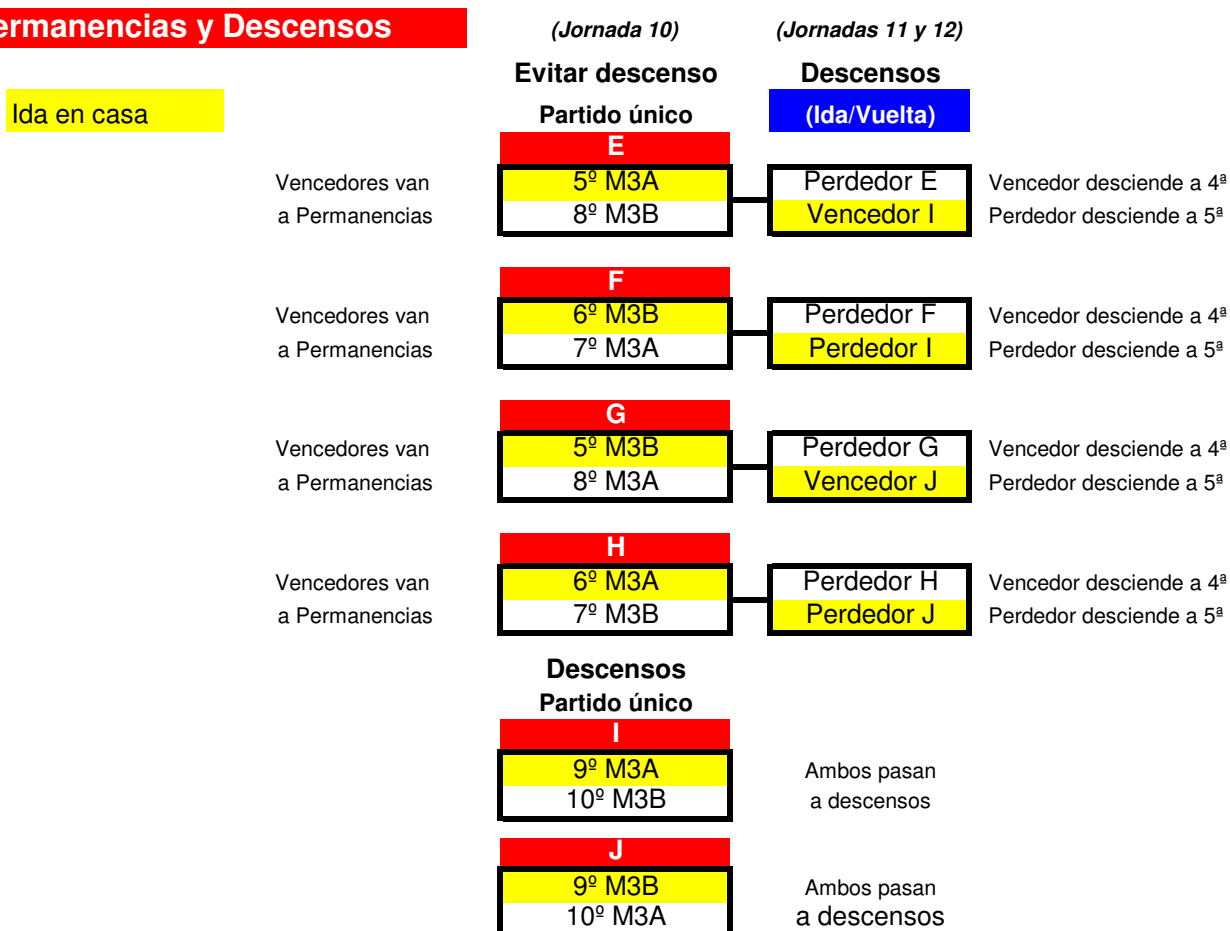 ermanencias y Descensos
(Jornada 10)
(Jornadas 11 y 12)
Evitar descenso
Descensos
Ida en casa
Partido único
(Ida/Vuelta)
E
Vencedores van
5º M3A
Perdedor E
Vencedor desciende a 4ª
a Permanencias
8º M3B
Vencedor I
Perdedor desciende a 5ª
F
Vencedores van
6º M3B
Perdedor F
Vencedor desciende a 4ª
a Permanencias
7º M3A
Perdedor I
Perdedor desciende a 5ª
G
Vencedores van
5º M3B
Perdedor G
Vencedor desciende a 4ª
a Permanencias
8º M3A
Vencedor J
Perdedor desciende a 5ª
H
Vencedores van
6º M3A
Perdedor H
Vencedor desciende a 4ª
a Permanencias
7º M3B
Perdedor J
Perdedor desciende a 5ª
Descensos
Partido único
I
9º M3A
Ambos pasan
10º M3B
a descensos
J
9º M3B
Ambos pasan
10º M3A
a descensos